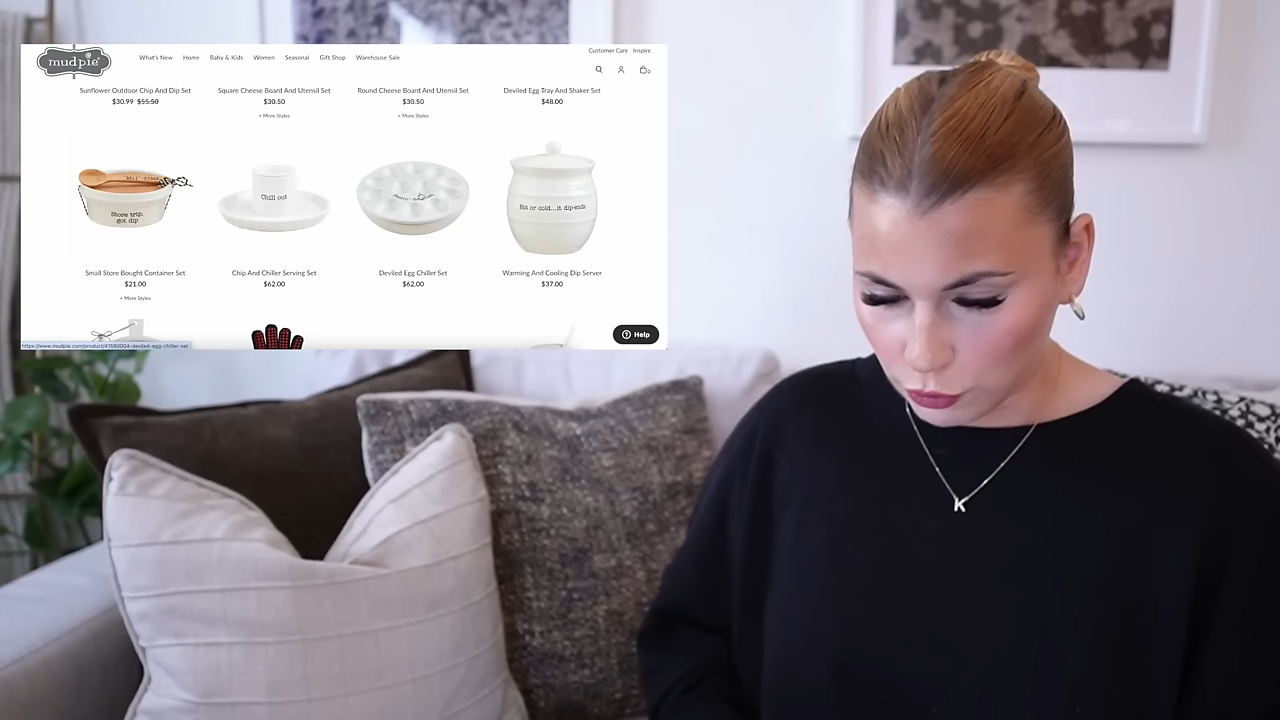 Customer Care Inspire
mudpie
What's New Home Baby & Kids Women Seasonal Gift Shop Warehouse Sale
0
Sunflower Outdoor Chip And Dip Set
$30.99 $55.50
Square Cheese Board And Utensil Set
$30.50
+ More Styles
Round Cheese Board And Utensil Set
$30.50
+ More Styles
Deviled Egg Tray And Shaker Set
$48.00
Store trip,
got dip
Chill out
Hot or cold...it dip-ends
Small Store Bought Container Set
$21.00
+ More Styles
Chip And Chiller Serving Set
$62.00
Deviled Egg Chiller Set
$62.00
Warming And Cooling Dip Server
$37.00
Help
https://www.mudpie.com/product/41580004-deviled-egg-chiller-set
K